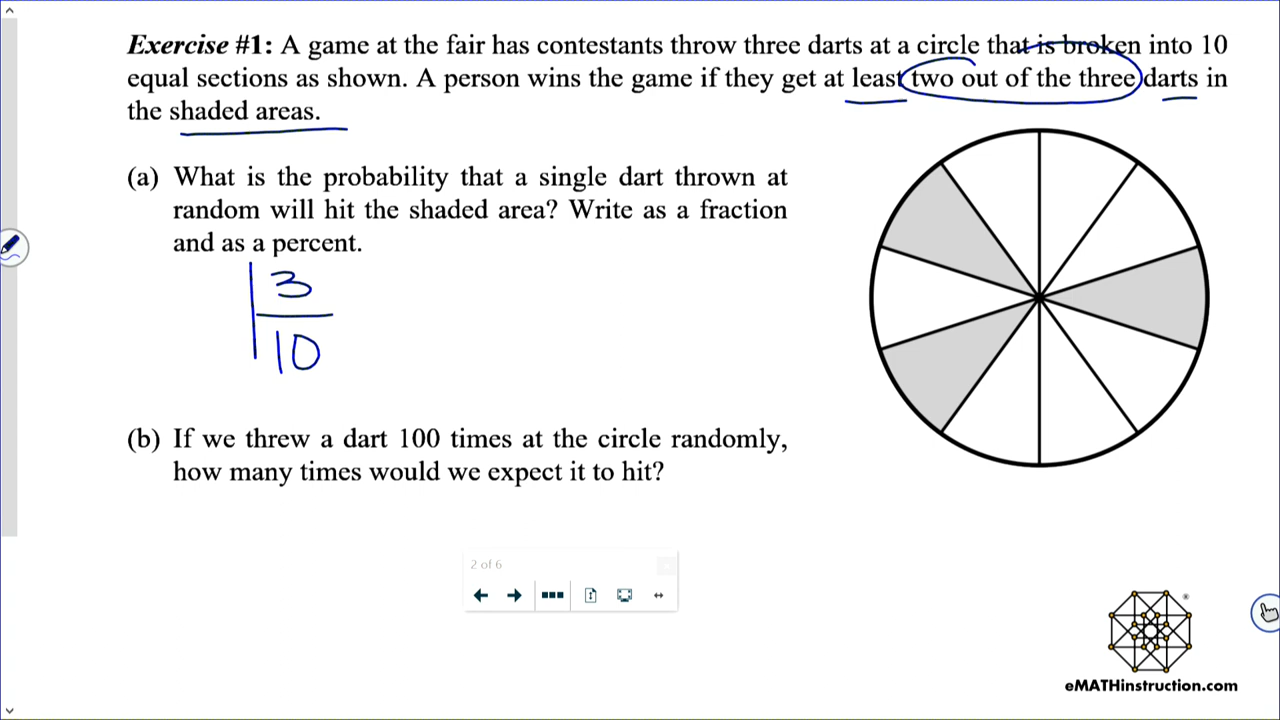 Exercise #1: A game at the fair has contestants throw three darts at a circle that is broken into 10
equal sections as shown. A person wins the game if they get at least two out of the three darts in
the shaded areas.
(a) What is the probability that a single dart thrown at
random will hit the shaded area? Write as a fraction
and as a percent.
3
10
(b) If we threw a dart 100 times at the circle randomly,
how many times would we expect it to hit?
2 of 6
eMATHinstruction.com